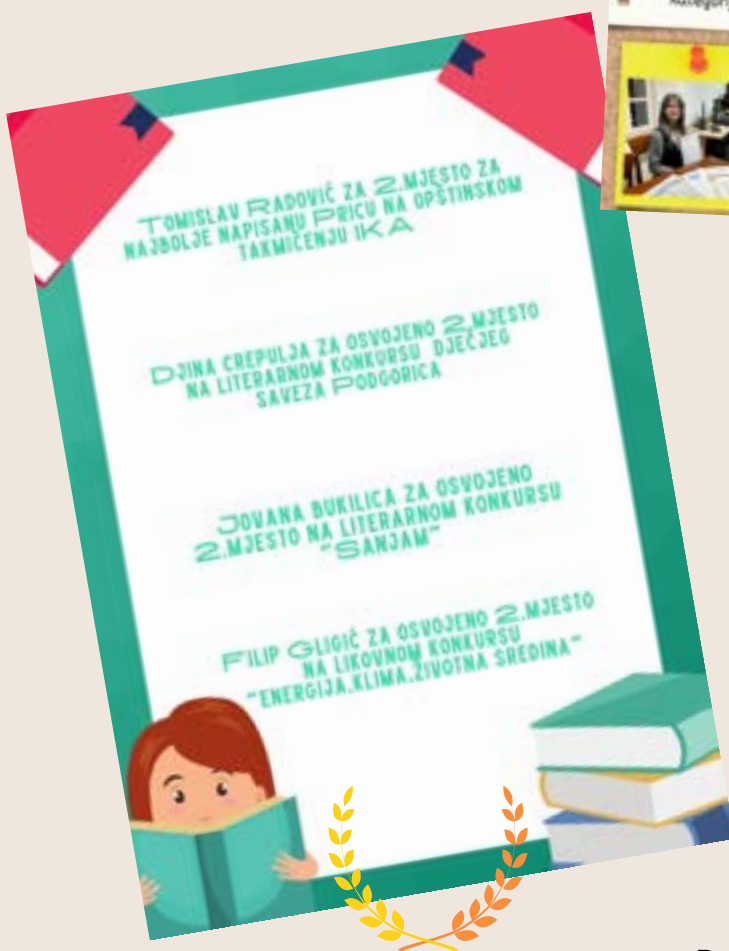 TOMISLAV RADOVIĆ ZA 2.MJESTO ZA
NAJBOLJE NAPISANU PRIČU NA OPŠTINSKOM
TAKMIČENJU IKA
DJINA CREPULJA ZA OSVOJENO 2.MJESTO
NA LITERARNOM KONKURSU DJEČJEG
SAVEZA PODGORICA
JOVANA BUKILICA ZA OSVOJENO
2.MJESTO NA LITERARNOM KONKURSU
"SANJAM"
FILIP GLIGIĆ ZA OSVOJENO 2.MJESTO
NA LIKOVNOM KONKURSU
"ENERGIJA,KLIMA,ŽIVOTNA SREDINA"